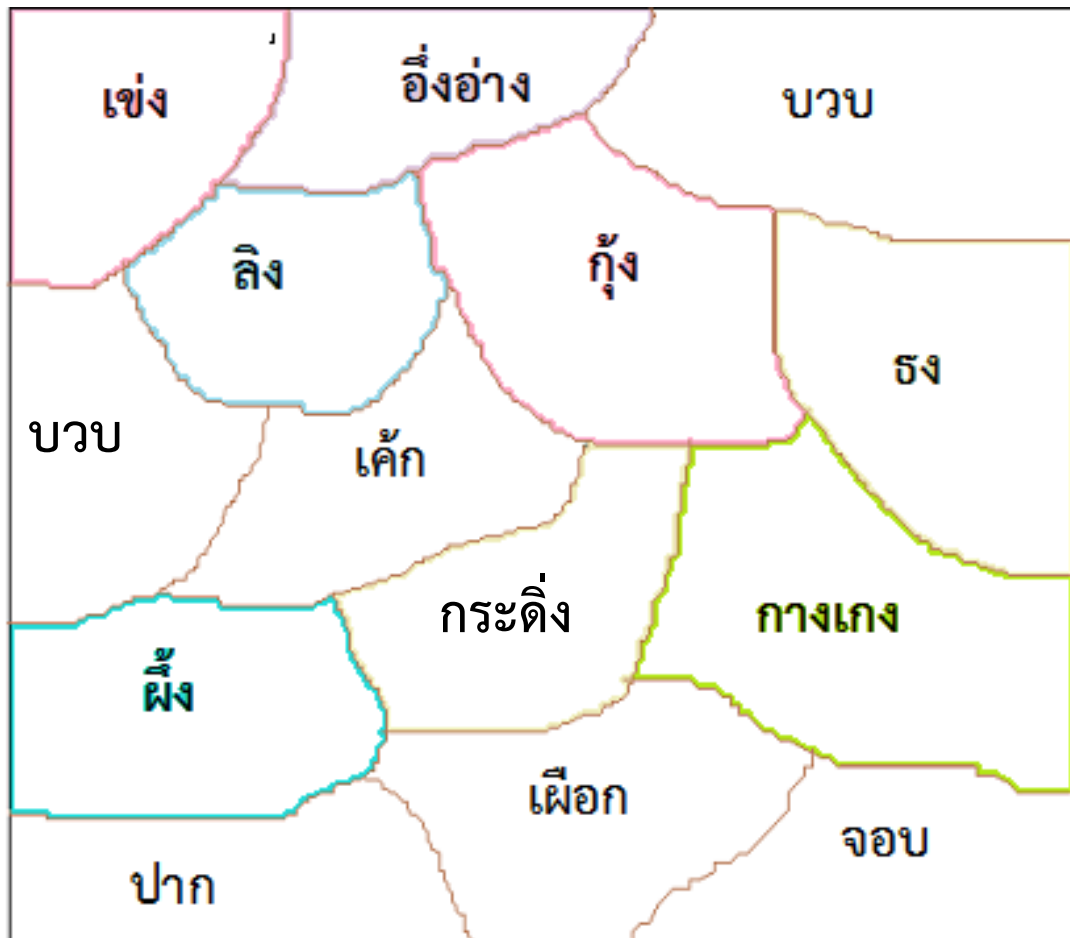 เข่ง
อึ่งอ่าง
บวบ
ลิง
กุ้ง
ธง
บวบ
เค้ก
กระดิ่ง
กางเกง
ผึ้ง
เผือก
จอบ
ปาก